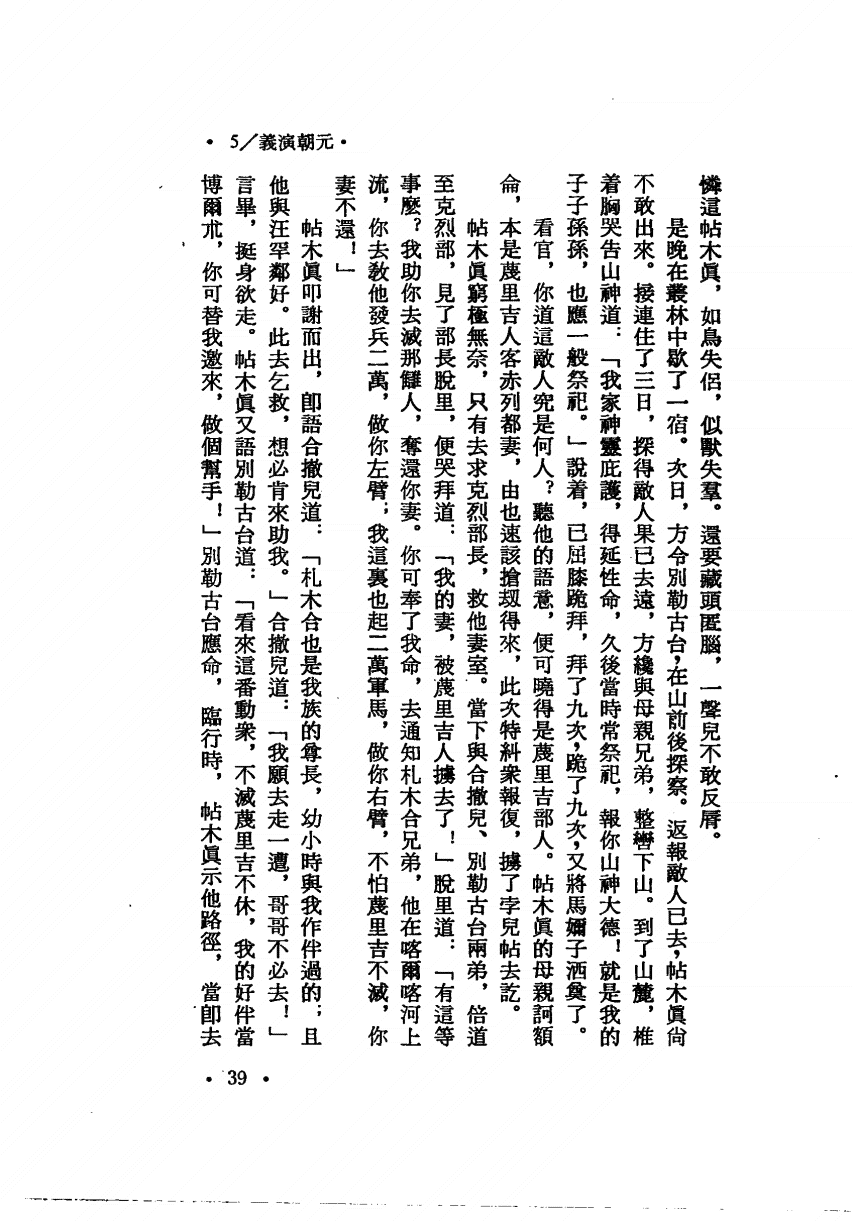 • 5／義演朝元 •
憐這帖木眞，如鳥失侶，似獸失羣。還要藏頭匿腦，一聲兒不敢反脣。
是晚在叢林中歇了一宿。次日，方令別勒古台，在山前後探察。返報敵人已去，帖木眞尙
不敢出來。接連住了三日，探得敵人果已去遠，方纔與母親兄弟，整轡下山。到了山麓，椎
着胸哭告山神道：「我家神靈庇護，得延性命，久後當時常祭祀，報你山神大德！就是我的
子子孫孫，也應一般祭祀。」說着，已屈膝跪拜，拜了九次，跪了九次，又將馬嬭子洒奠了。
看官，你道這敵人究是何人？聽他的語意，便可曉得是蔑里吉部人。帖木眞的母親訶額
侖，本是蔑里吉人客赤列都妻，由也速該搶刼得來，此次特糾衆報復，擄了孛兒帖去訖。
帖木眞窮極無奈，只有去求克烈部長，救他妻室。當下與合撒兒、別勒古台兩弟，倍道
至克烈部，見了部長脫里，便哭拜道：「我的妻，被蔑里吉人擄去了！」脫里道：「有這等
事麼？我助你去滅那讎人，奪還你妻。你可奉了我命，去通知札木合兄弟，他在喀爾喀河上
流，你去敎他發兵二萬，做你左臂；我這裏也起二萬軍馬，做你右臂，不怕蔑里吉不滅，你
妻不還！」
帖木眞叩謝而出，卽語合撒兒道：「札木合也是我族的尊長，幼小時與我作伴過的；且
他與汪罕鄰好。此去乞救，想必肯來助我。」合撒兒道：「我願去走一遭，哥哥不必去！」
言畢，挺身欲走。帖木眞又語別勒古台道：「看來這番動衆，不滅蔑里吉不休，我的好伴當
博爾朮，你可替我邀來，做個幫手！」別勒古台應命，臨行時，帖木眞示他路徑，當卽去
• 39 •